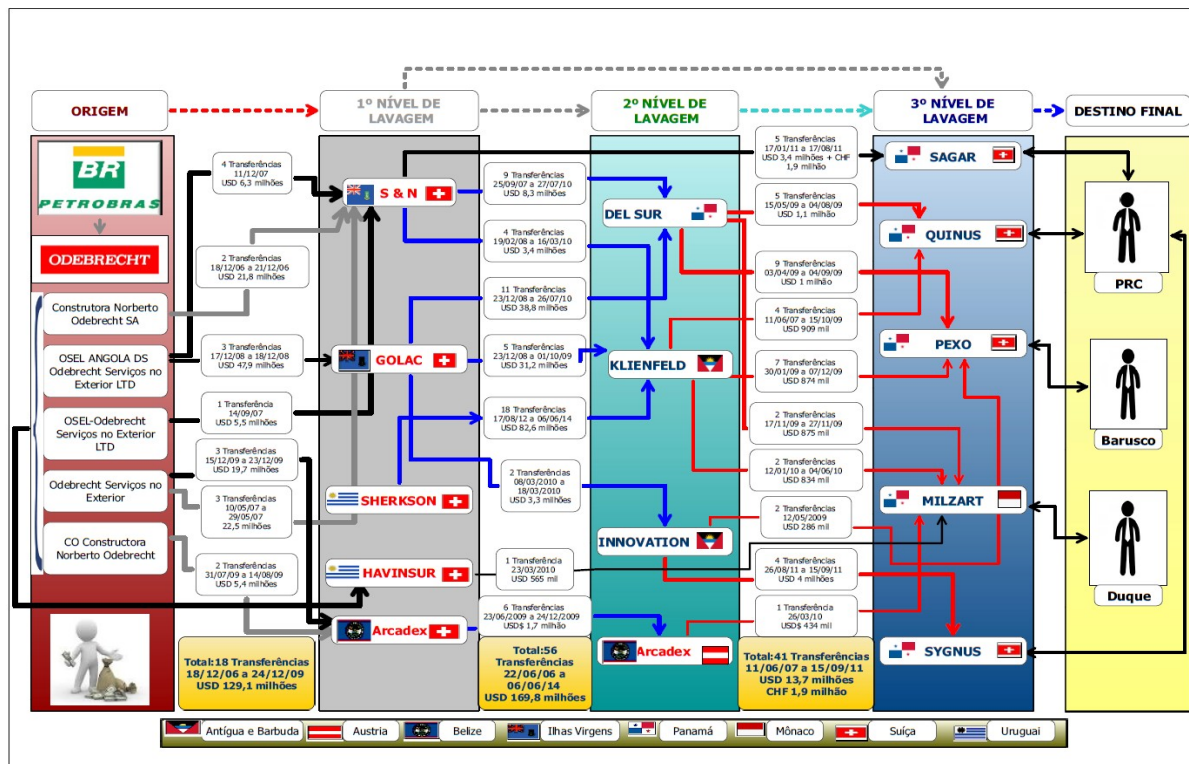 ORIGEM
1º NÍVEL DE
LAVAGEM
2º NÍVEL DE
LAVAGEM
3º NÍVEL DE
LAVAGEM
DESTINO FINAL
BR
PETROBRAS
ODEBRECHT
Construtora Norberto
Odebrecht SA
OSEL ANGOLA DS
Odebrecht Serviços no
Exterior LTD
OSEL-Odebrecht
Serviços no Exterior
LTD
Odebrecht Serviços no
Exterior
CO Constructora
Norberto Odebrecht
4 Transferências
11/12/07
USD 6,3 milhões
2 Transferências
18/12/06 a 21/12/06
USD 21,8 milhões
3 Transferências
17/12/08 a 18/12/08
USD 47,9 milhões
1 Transferência
14/09/07
USD 5,5 milhões
3 Transferências
15/12/09 a 23/12/09
USD 19,7 milhões
3 Transferências
10/05/07 a
29/05/07
22,5 milhões
2 Transferências
31/07/09 a 14/08/09
USD 5,4 milhões
Total:18 Transferências
18/12/06 a 24/12/09
USD 129,1 milhões
S & N
GOLAC
SHERKSON
HAVINSUR
Arcadex
9 Transferências
25/09/07 a 27/07/10
USD 8,3 milhões
4 Transferências
19/02/08 a 16/03/10
USD 3,4 milhões
11 Transferências
23/12/08 a 26/07/10
USD 38,8 milhões
5 Transferências
23/12/08 a 01/10/09
USD 31,2 milhões
18 Transferências
17/08/12 a 06/06/14
USD 82,6 milhões
2 Transferências
08/03/2010 a
18/03/2010
USD 3,3 milhões
1 Transferência
23/03/2010
USD 565 mil
6 Transferências
23/06/2009 a 24/12/2009
USD$ 1,7 milhão
Total:56
Transferências
22/06/06 a
06/06/14
USD 169,8 milhões
DEL SUR
KLIENFELD
INNOVATION
Arcadex
5 Transferências
17/01/11 a 17/08/11
USD 3,4 milhões + CHF
1,9 milhão
5 Transferências
15/05/09 a 04/08/09
USD 1,1 milhão
9 Transferências
03/04/09 a 04/09/09
USD 1 milhão
4 Transferências
11/06/07 a 15/10/09
USD 909 mil
7 Transferências
30/01/09 a 07/12/09
USD 874 mil
2 Transferências
17/11/09 a 27/11/09
USD 875 mil
2 Transferências
12/01/10 a 04/06/10
USD 834 mil
2 Transferências
12/05/2009
USD 286 mil
4 Transferências
26/08/11 a 15/09/11
USD 4 milhões
1 Transferência
26/03/10
USD$ 434 mil
Total:41 Transferências
11/06/07 a 15/09/11
USD 13,7 milhões
CHF 1,9 milhão
SAGAR
QUINUS
PEXO
MILZART
SYGNUS
PRC
Barusco
Duque
Antígua e Barbuda
Austria
Belize
Ilhas Virgens
Panamá
Mônaco
Suíça
Uruguai